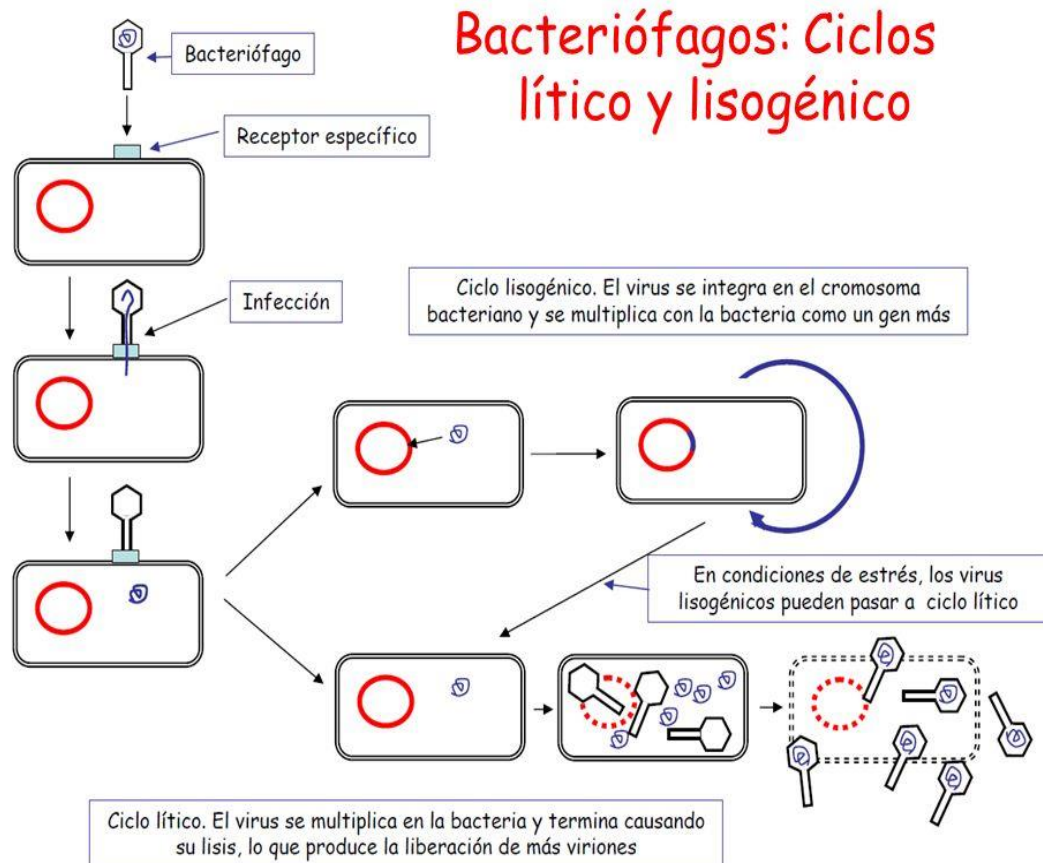 Bacteriófagos: Ciclos
lítico y lisogénico
Bacteriófago
Receptor específico
Infección
Ciclo lisogénico. El virus se integra en el cromosoma
bacteriano y se multiplica con la bacteria como un gen más
En condiciones de estrés, los virus
lisogénicos pueden pasar a ciclo lítico
Ciclo lítico. El virus se multiplica en la bacteria y termina causando
su lisis, lo que produce la liberación de más viriones